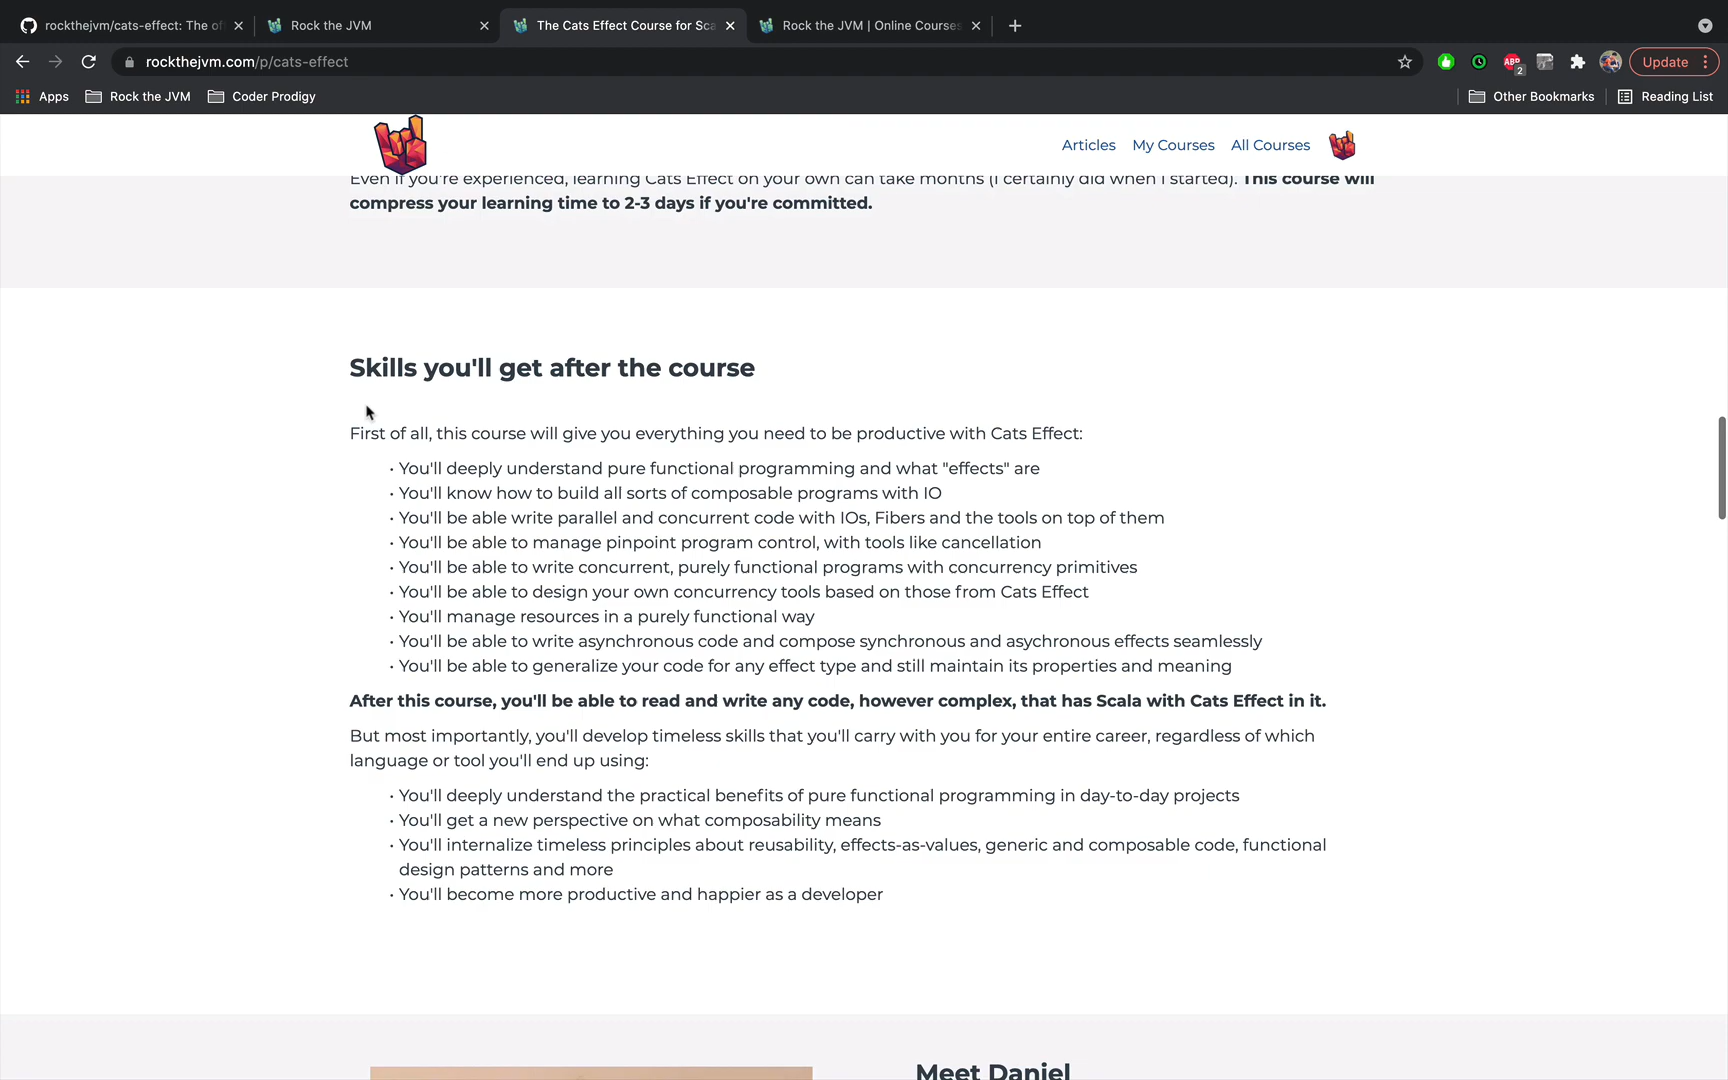 rockthejvm/cats-effect: The of
Rock the JVM
The Cats Effect Course for Sca
Rock the JVM | Online Courses
rockthejvm.com/p/cats-effect
ABP
2
Update
Apps
Rock the JVM
Coder Prodigy
Other Bookmarks
Reading List
Articles
My Courses
All Courses
Even if you're experienced, learning Cats Effect on your own can take months (I certainly did when I started). This course will
compress your learning time to 2-3 days if you're committed.
Skills you'll get after the course
First of all, this course will give you everything you need to be productive with Cats Effect:
• You'll deeply understand pure functional programming and what "effects" are
• You'll know how to build all sorts of composable programs with IO
• You'll be able write parallel and concurrent code with IOs, Fibers and the tools on top of them
• You'll be able to manage pinpoint program control, with tools like cancellation
• You'll be able to write concurrent, purely functional programs with concurrency primitives
• You'll be able to design your own concurrency tools based on those from Cats Effect
• You'll manage resources in a purely functional way
• You'll be able to write asynchronous code and compose synchronous and asychronous effects seamlessly
• You'll be able to generalize your code for any effect type and still maintain its properties and meaning
After this course, you'll be able to read and write any code, however complex, that has Scala with Cats Effect in it.
But most importantly, you'll develop timeless skills that you'll carry with you for your entire career, regardless of which
language or tool you'll end up using:
• You'll deeply understand the practical benefits of pure functional programming in day-to-day projects
• You'll get a new perspective on what composability means
• You'll internalize timeless principles about reusability, effects-as-values, generic and composable code, functional
design patterns and more
• You'll become more productive and happier as a developer
Meet Daniel